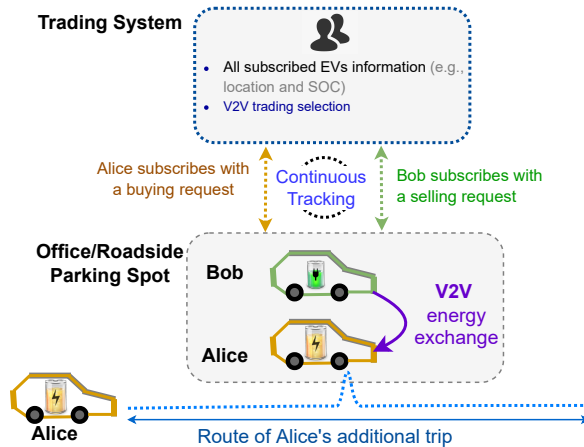 Trading System
All subscribed EVs information (e.g.,
location and SOC)
V2V trading selection
Alice subscribes with
a buying request
Continuous
Tracking
Bob subscribes with
a selling request
Office/Roadside
Parking Spot
Bob
V2V
energy
exchange
Alice
Alice
Route of Alice's additional trip